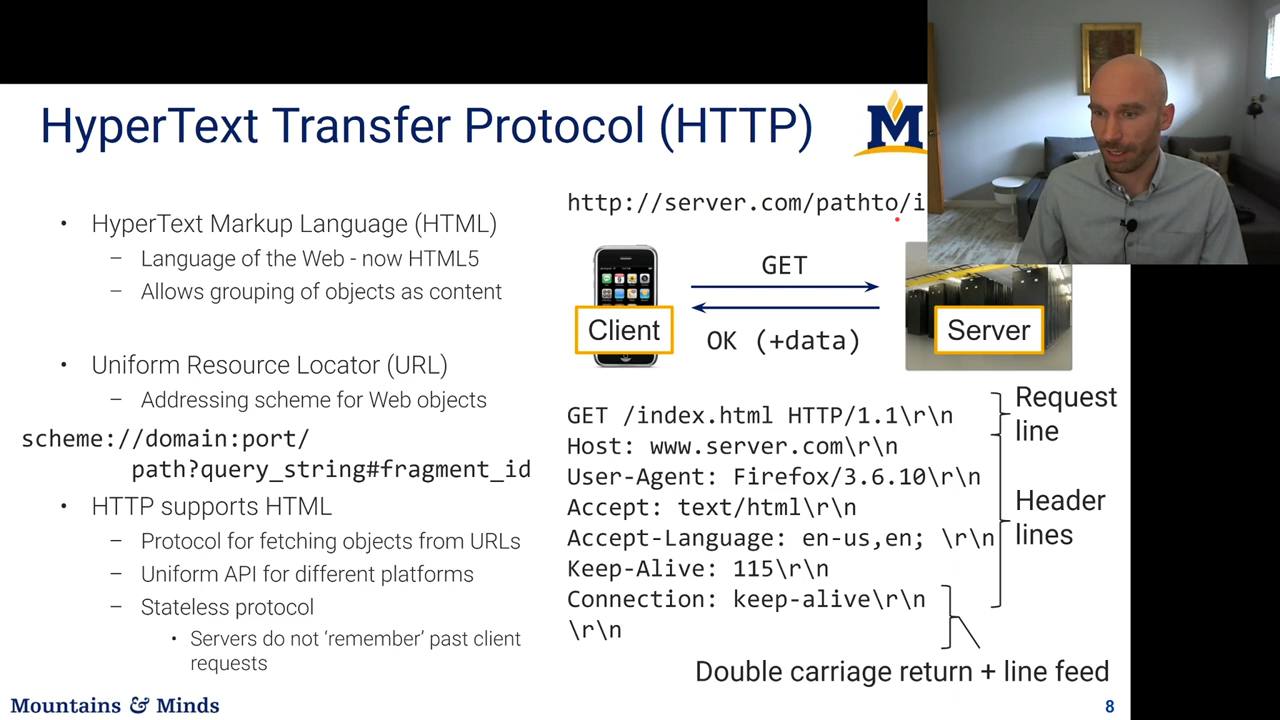 HyperText Transfer Protocol (HTTP)
M
• HyperText Markup Language (HTML)
– Language of the Web - now HTML5
– Allows grouping of objects as content
• Uniform Resource Locator (URL)
– Addressing scheme for Web objects
scheme://domain:port/
path?query_string#fragment_id
• HTTP supports HTML
– Protocol for fetching objects from URLs
– Uniform API for different platforms
– Stateless protocol
• Servers do not ‘remember’ past client
requests
http://server.com/pathto/i
GET
Client
Server
OK (+data)
GET /index.html HTTP/1.1\r\n
Host: www.server.com\r\n
User-Agent: Firefox/3.6.10\r\n
Accept: text/html\r\n
Accept-Language: en-us,en; \r\n
Keep-Alive: 115\r\n
Connection: keep-alive\r\n
\r\n
Request
line
Header
lines
Double carriage return + line feed
Mountains & Minds
8